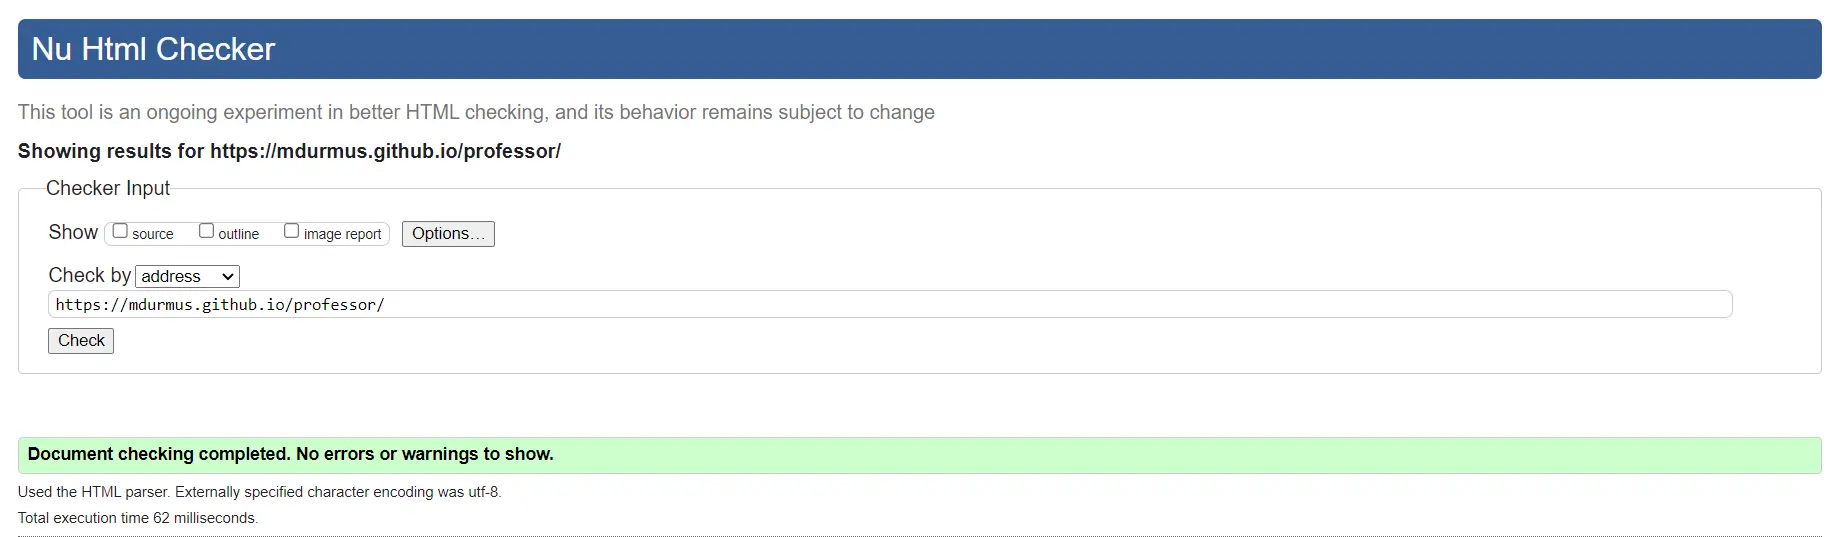 Nu Html Checker
This tool is an ongoing experiment in better HTML checking, and its behavior remains subject to change
Showing results for https://mdurmus.github.io/professor/
Checker Input
Show source outline image report Options...
Check by address
https://mdurmus.github.io/professor/
Check
Document checking completed. No errors or warnings to show.
Used the HTML parser. Externally specified character encoding was utf-8.
Total execution time 62 milliseconds.